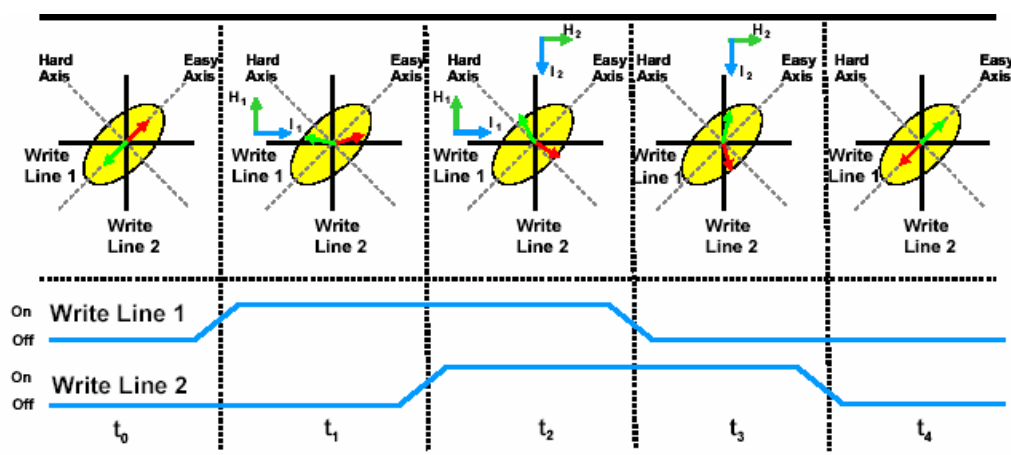 Hard Axis
Easy Axis
Write Line 1
Write Line 2
Hard Axis
Easy Axis
H1
I1
Write Line 1
Write Line 2
H2
I2
Hard Axis
Easy Axis
H1
I1
Write Line 1
Write Line 2
H2
I2
Hard Axis
Easy Axis
Write Line 1
Write Line 2
Hard Axis
Easy Axis
Write Line 1
Write Line 2
On
Write Line 1
Off
On
Write Line 2
Off
t0
t1
t2
t3
t4